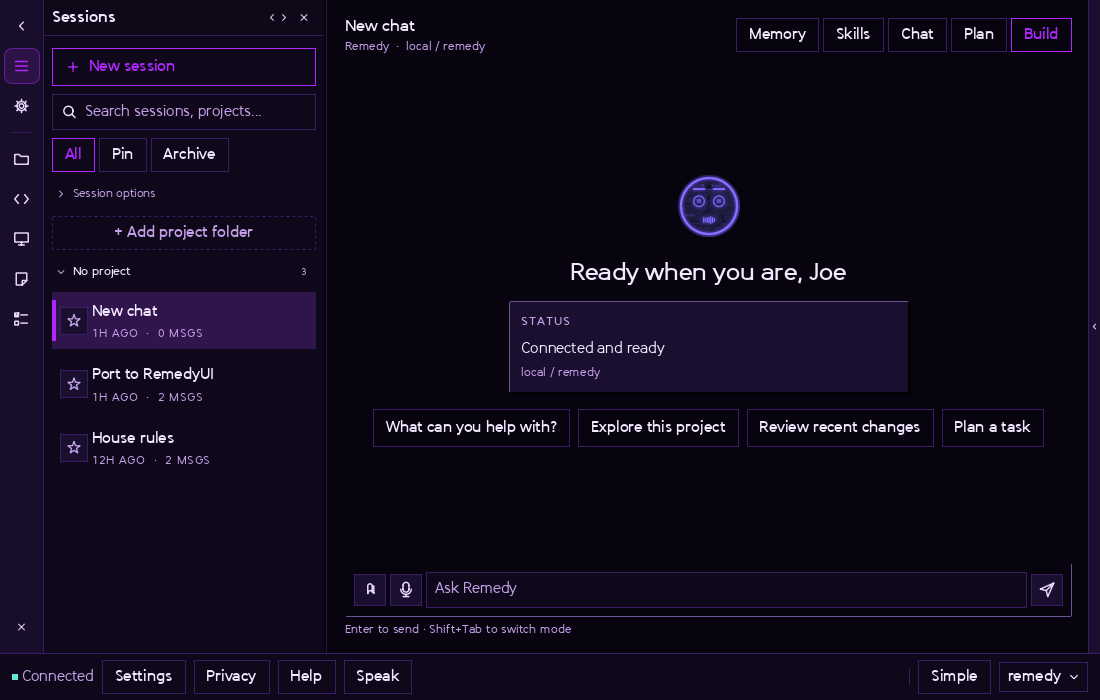 Sessions
New session
Search sessions, projects...
All
Pin
Archive
Session options
+ Add project folder
No project
3
New chat
1H AGO · 0 MSGS
Port to RemedyUI
1H AGO · 2 MSGS
House rules
12H AGO · 2 MSGS
New chat
Remedy · local / remedy
Memory
Skills
Chat
Plan
Build
Ready when you are, Joe
STATUS
Connected and ready
local / remedy
What can you help with?
Explore this project
Review recent changes
Plan a task
Ask Remedy
Enter to send · Shift+Tab to switch mode
Connected
Settings
Privacy
Help
Speak
Simple
remedy